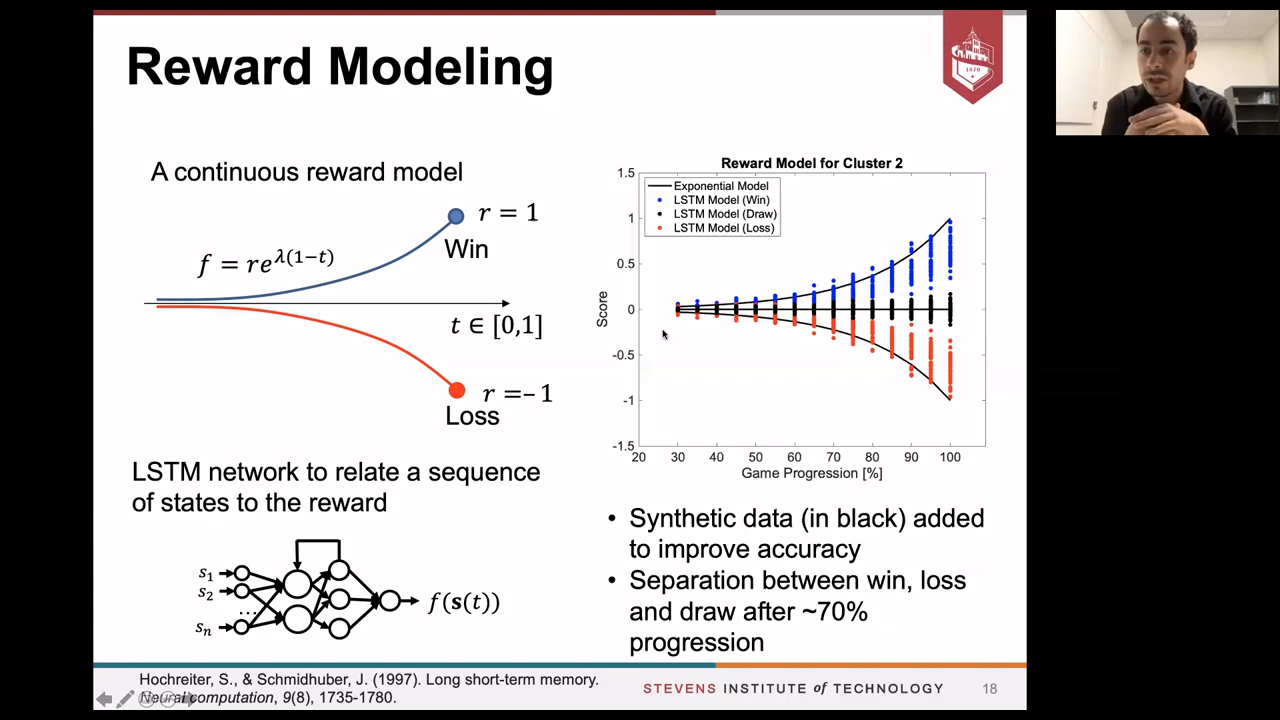 Reward Modeling
1870
A continuous reward model
r = 1
Win
f = re^{λ(1−t)}
t ∈ [0,1]
r =– 1
Loss
LSTM network to relate a sequence
of states to the reward
s₁
s₂
...
sₙ
f(s(t))
Reward Model for Cluster 2
Exponential Model
LSTM Model (Win)
LSTM Model (Draw)
LSTM Model (Loss)
1.5
1
0.5
0
-0.5
-1
-1.5
Score
20 30 40 50 60 70 80 90 100
Game Progression [%]
• Synthetic data (in black) added
to improve accuracy
• Separation between win, loss
and draw after ~70%
progression
Hochreiter, S., & Schmidhuber, J. (1997). Long short-term memory.
Neural computation, 9(8), 1735-1780.
STEVENS INSTITUTE of TECHNOLOGY
18